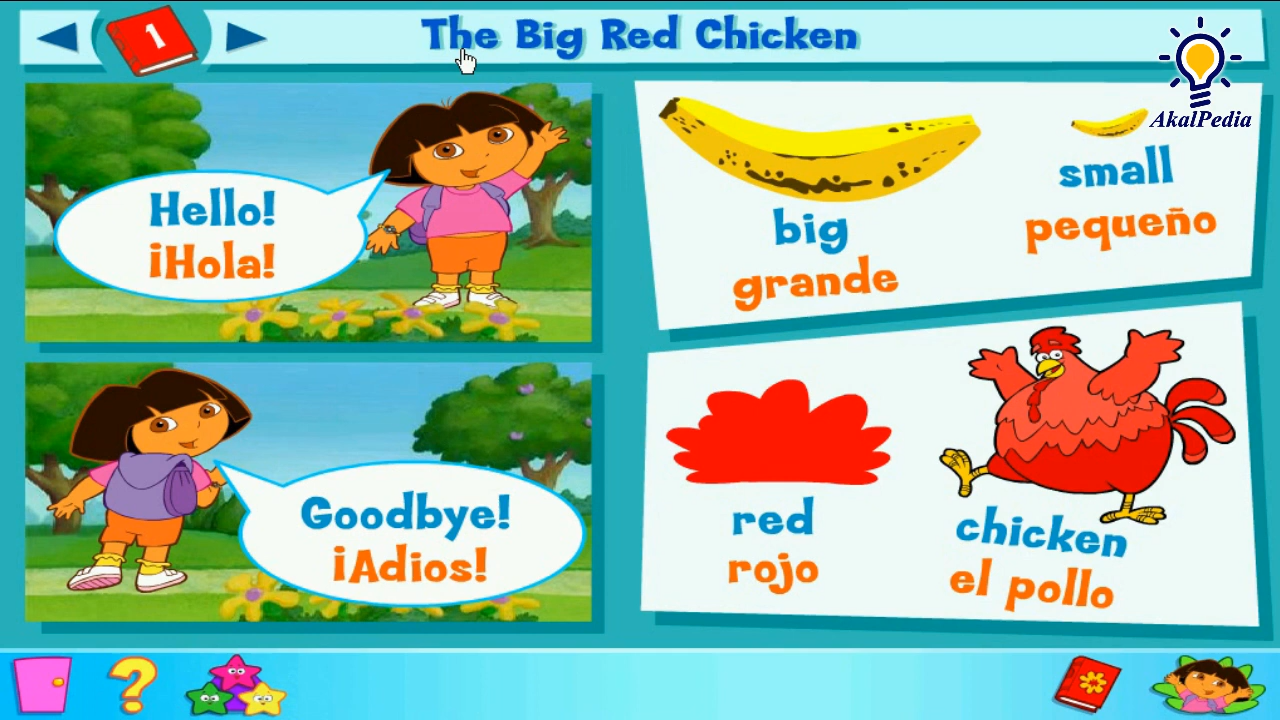 1
The Big Red Chicken
AkalPedia
Hello!
¡Hola!
big
grande
small
pequeño
Goodbye!
¡Adios!
red
rojo
chicken
el pollo
?